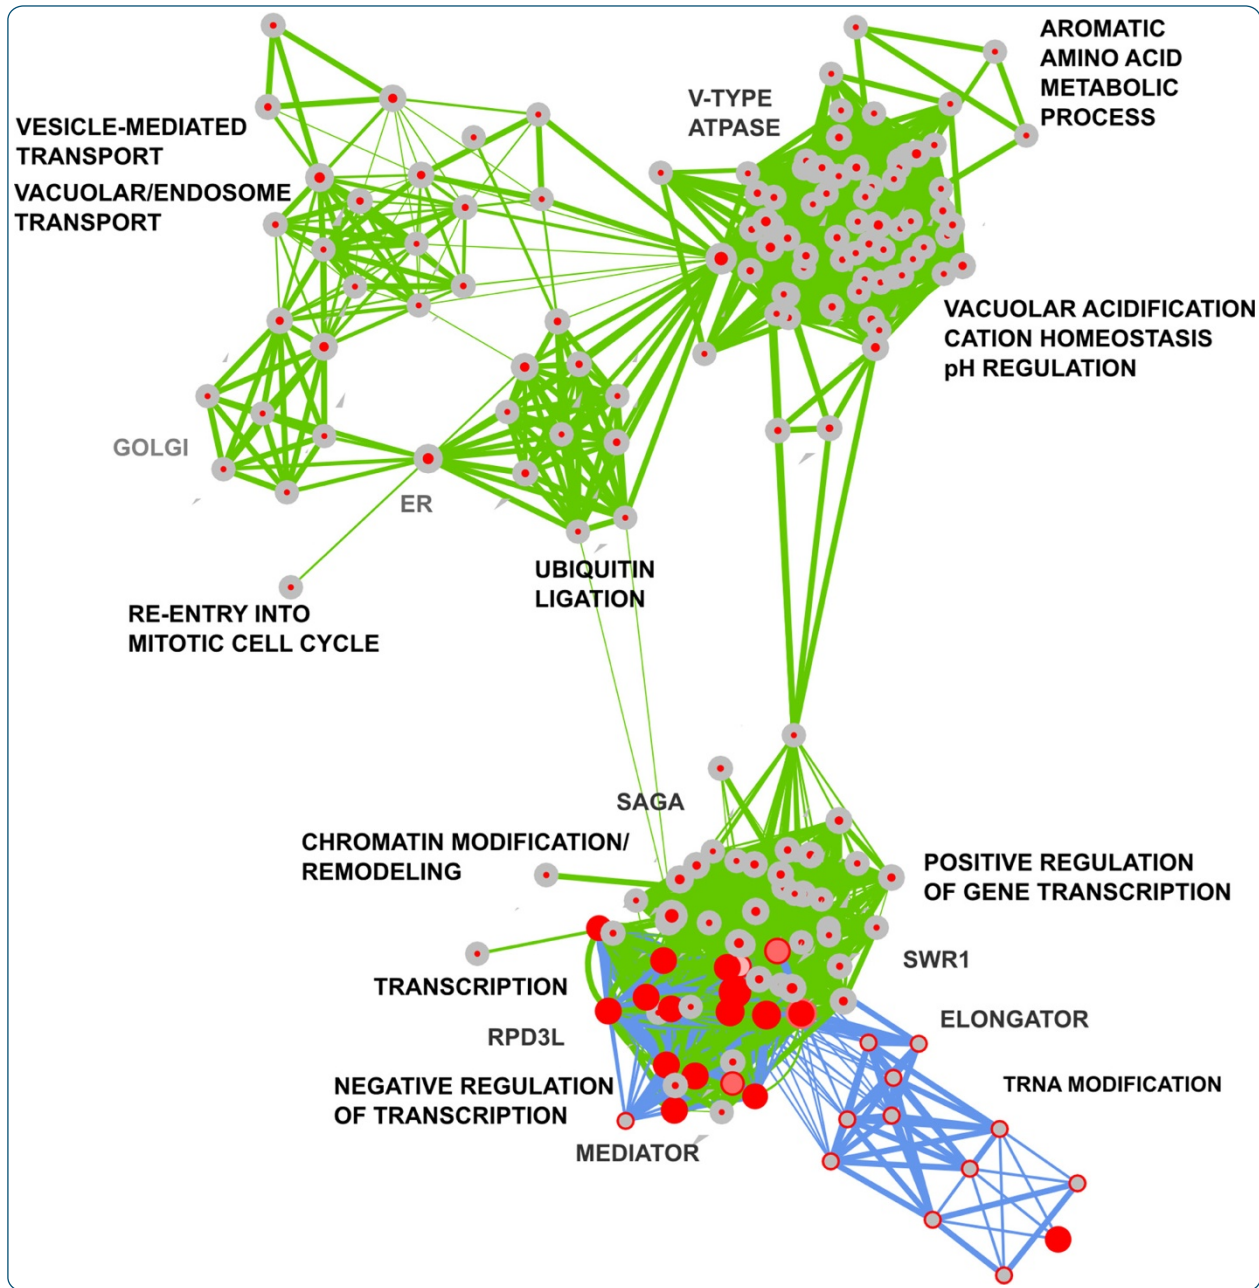 AROMATIC
AMINO ACID
METABOLIC
PROCESS
V-TYPE
ATPASE
VESICLE-MEDIATED
TRANSPORT
VACUOLAR/ENDOSOME
TRANSPORT
VACUOLAR ACIDIFICATION
CATION HOMEOSTASIS
pH REGULATION
GOLGI
ER
UBIQUITIN
LIGATION
RE-ENTRY INTO
MITOTIC CELL CYCLE
SAGA
CHROMATIN MODIFICATION/
REMODELING
POSITIVE REGULATION
OF GENE TRANSCRIPTION
SWR1
TRANSCRIPTION
ELONGATOR
RPD3L
NEGATIVE REGULATION
OF TRANSCRIPTION
TRNA MODIFICATION
MEDIATOR